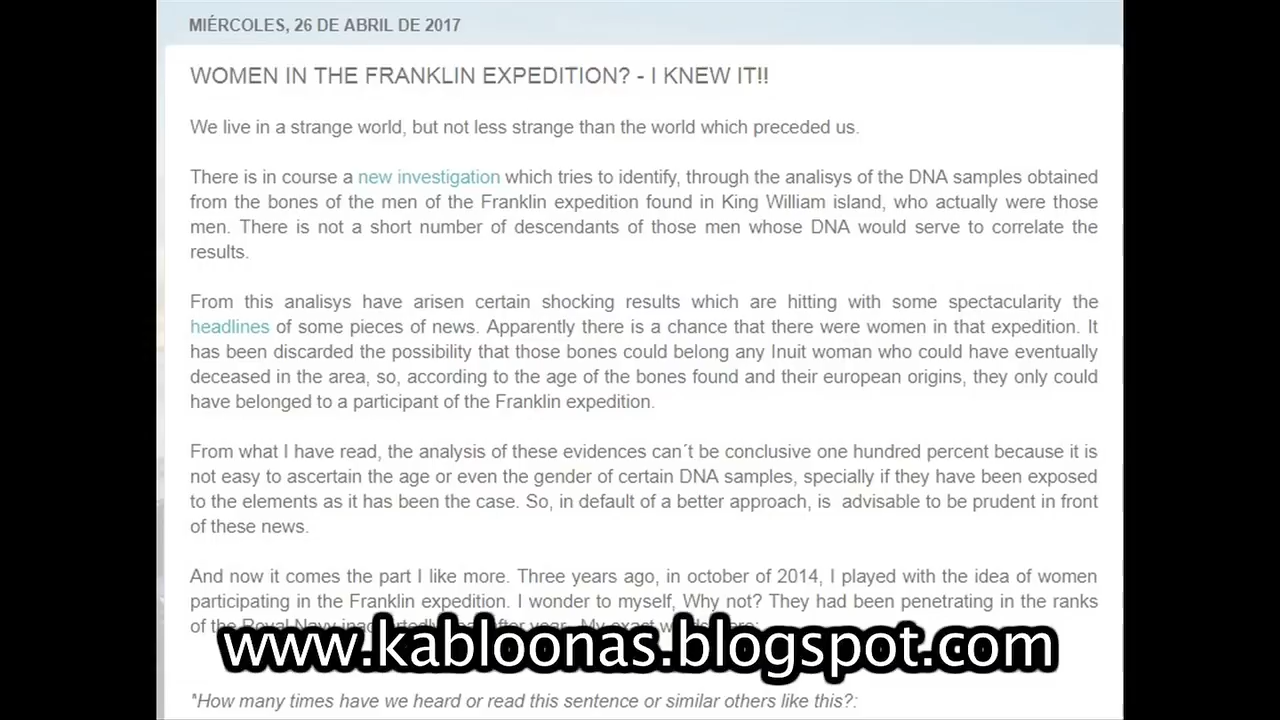 MIÉRCOLES, 26 DE ABRIL DE 2017
WOMEN IN THE FRANKLIN EXPEDITION? - I KNEW IT!!
We live in a strange world, but not less strange than the world which preceded us.
There is in course a new investigation which tries to identify, through the analisys of the DNA samples obtained
from the bones of the men of the Franklin expedition found in King William island, who actually were those
men. There is not a short number of descendants of those men whose DNA would serve to correlate the
results.
From this analisys have arisen certain shocking results which are hitting with some spectacularity the
headlines of some pieces of news. Apparently there is a chance that there were women in that expedition. It
has been discarded the possibility that those bones could belong any Inuit woman who could have eventually
deceased in the area, so, according to the age of the bones found and their european origins, they only could
have belonged to a participant of the Franklin expedition.
From what I have read, the analysis of these evidences can´t be conclusive one hundred percent because it is
not easy to ascertain the age or even the gender of certain DNA samples, specially if they have been exposed
to the elements as it has been the case. So, in default of a better approach, is  advisable to be prudent in front
of these news.
And now it comes the part I like more. Three years ago, in october of 2014, I played with the idea of women
participating in the Franklin expedition. I wonder to myself, Why not? They had been penetrating in the ranks
of the Royal Navy
www.kabloonas.blogspot.com
"How many times have we heard or read this sentence or similar others like this?: